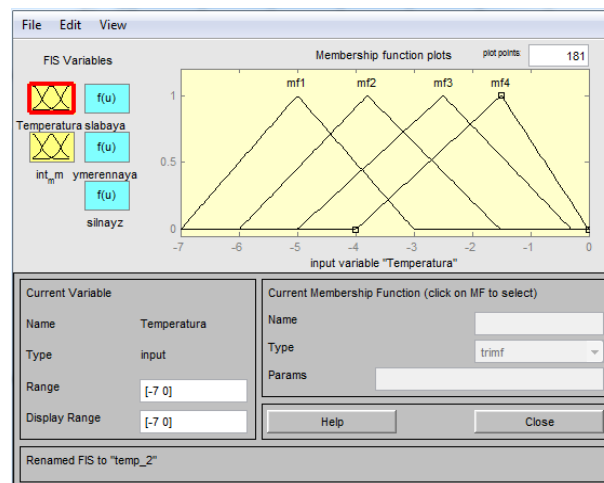 File Edit View
FIS Variables
Membership function plots
plot points:
181
f(u)
Temperatura slabaya
f(u)
int_m m ymerennaya
f(u)
silnayz
mf1 mf2 mf3 mf4
1
0.5
0
-7 -6 -5 -4 -3 -2 -1 0
input variable "Temperatura"
Current Variable
Name Temperatura
Type input
Range [-7 0]
Display Range [-7 0]
Current Membership Function (click on MF to select)
Name
Type trimf
Params
Help Close
Renamed FIS to "temp_2"